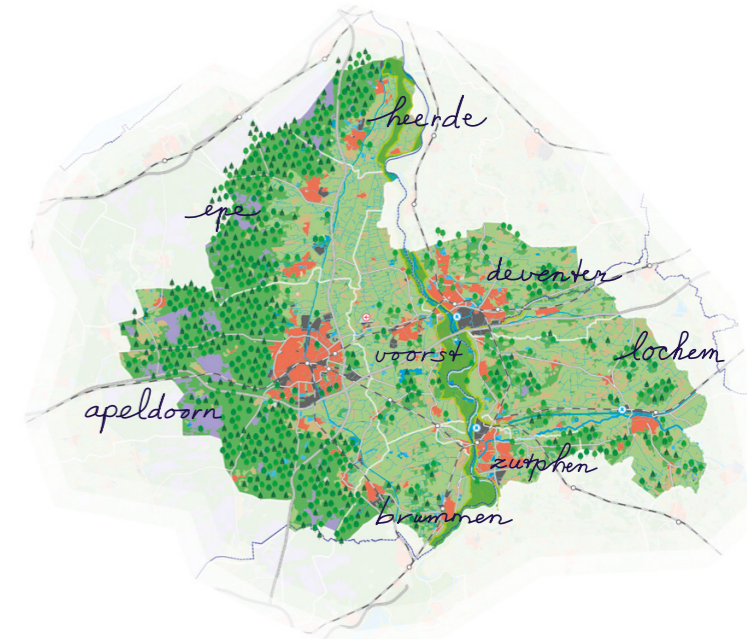 heerde
epe
deventer
voorst
lochem
apeldoorn
zutphen
brummen